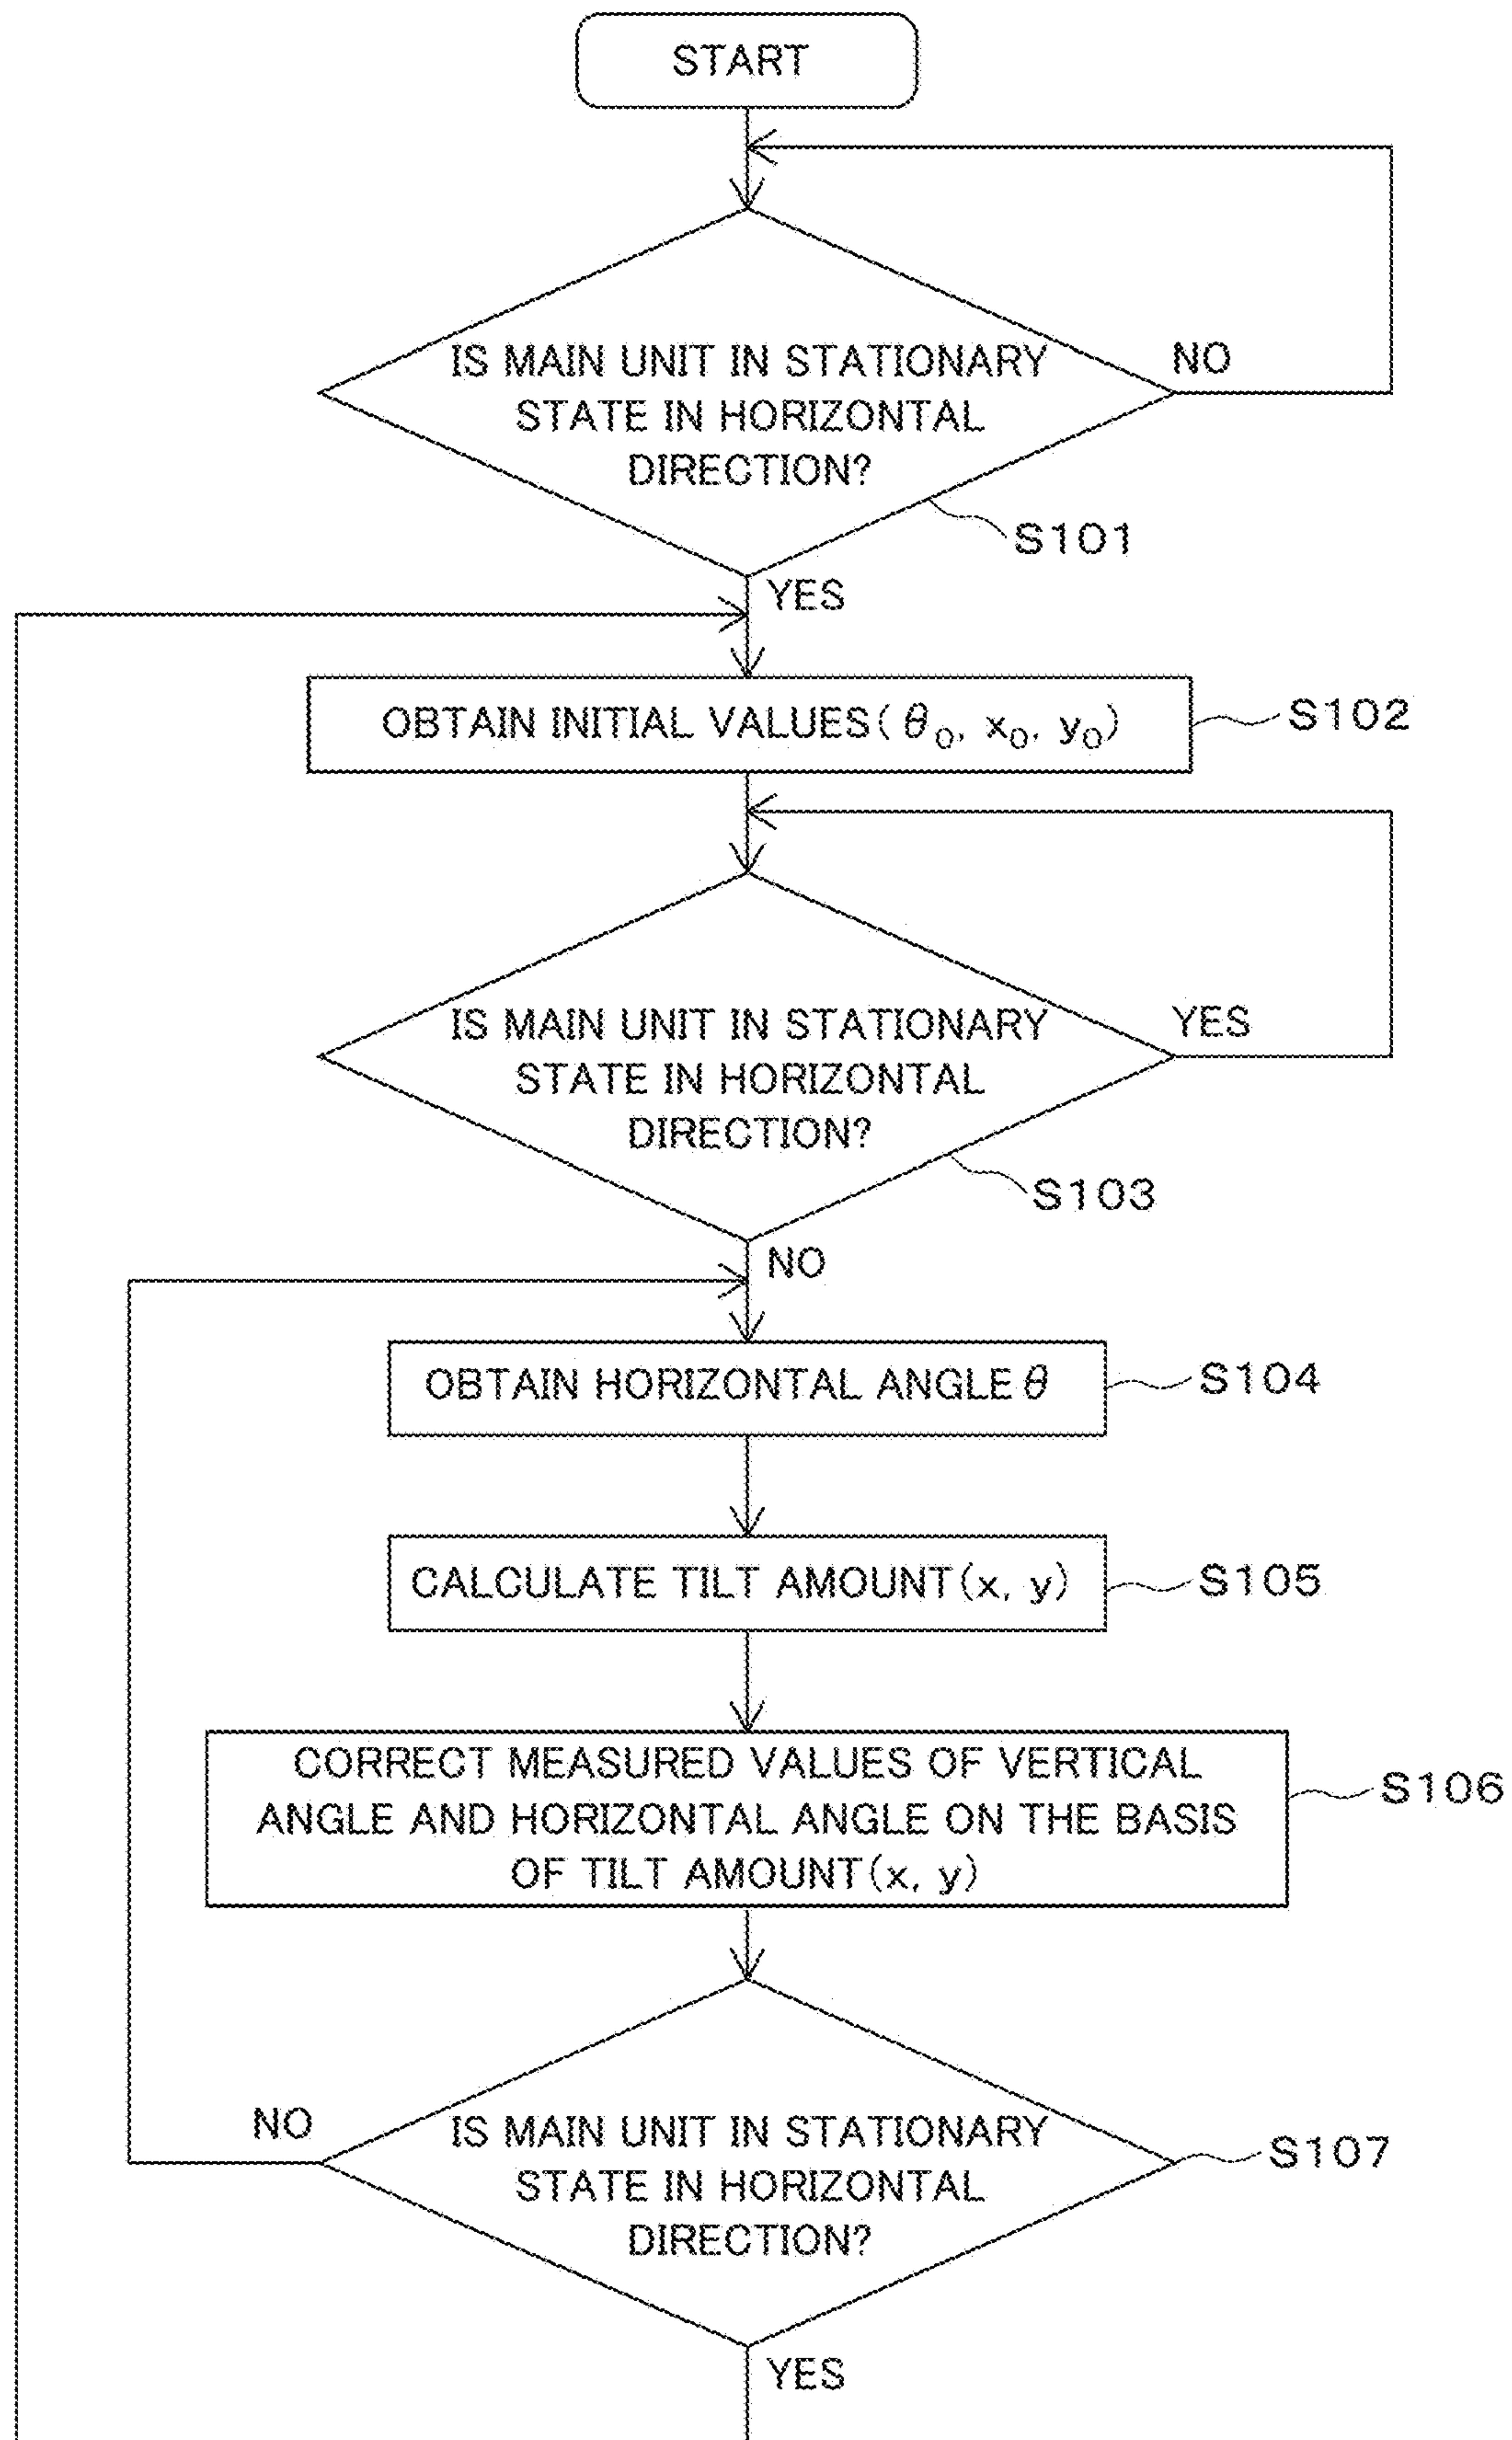 START
IS MAIN UNIT IN STATIONARY
STATE IN HORIZONTAL
DIRECTION?
NO
S101
YES
OBTAIN INITIAL VALUES(θ₀, x₀, y₀)
S102
IS MAIN UNIT IN STATIONARY
STATE IN HORIZONTAL
DIRECTION?
YES
S103
NO
OBTAIN HORIZONTAL ANGLE θ
S104
CALCULATE TILT AMOUNT(x, y)
S105
CORRECT MEASURED VALUES OF VERTICAL
ANGLE AND HORIZONTAL ANGLE ON THE BASIS
OF TILT AMOUNT(x, y)
S106
NO
IS MAIN UNIT IN STATIONARY
STATE IN HORIZONTAL
DIRECTION?
S107
YES